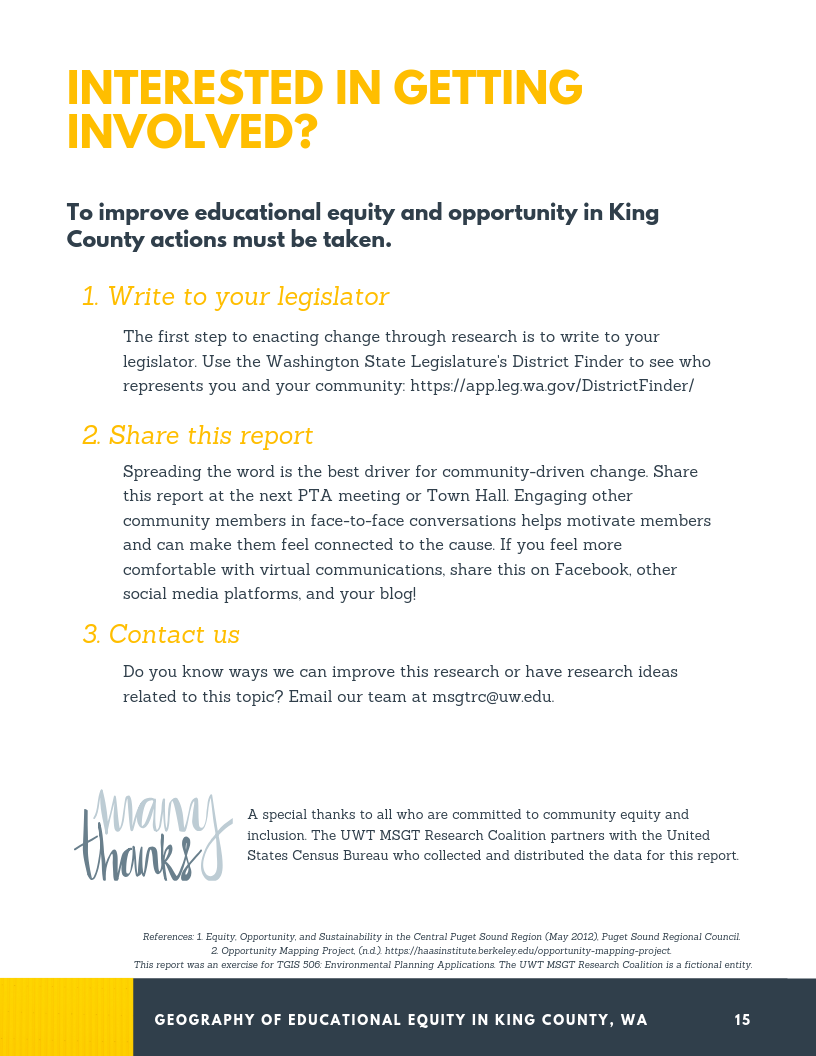 INTERESTED IN GETTING
INVOLVED?
To improve educational equity and opportunity in King
County actions must be taken.
1. Write to your legislator
The first step to enacting change through research is to write to your
legislator. Use the Washington State Legislature's District Finder to see who
represents you and your community: https://app.leg.wa.gov/DistrictFinder/
2. Share this report
Spreading the word is the best driver for community-driven change. Share
this report at the next PTA meeting or Town Hall. Engaging other
community members in face-to-face conversations helps motivate members
and can make them feel connected to the cause. If you feel more
comfortable with virtual communications, share this on Facebook, other
social media platforms, and your blog!
3. Contact us
Do you know ways we can improve this research or have research ideas
related to this topic? Email our team at msgtrc@uw.edu.
many
thanks
A special thanks to all who are committed to community equity and
inclusion. The UWT MSGT Research Coalition partners with the United
States Census Bureau who collected and distributed the data for this report.
References: 1. Equity, Opportunity, and Sustainability in the Central Puget Sound Region (May 2012), Puget Sound Regional Council.
2. Opportunity Mapping Project, (n.d.). https://haasinstitute.berkeley.edu/opportunity-mapping-project.
This report was an exercise for TGIS 506: Environmental Planning Applications. The UWT MSGT Research Coalition is a fictional entity.
GEOGRAPHY OF EDUCATIONAL EQUITY IN KING COUNTY, WA 15